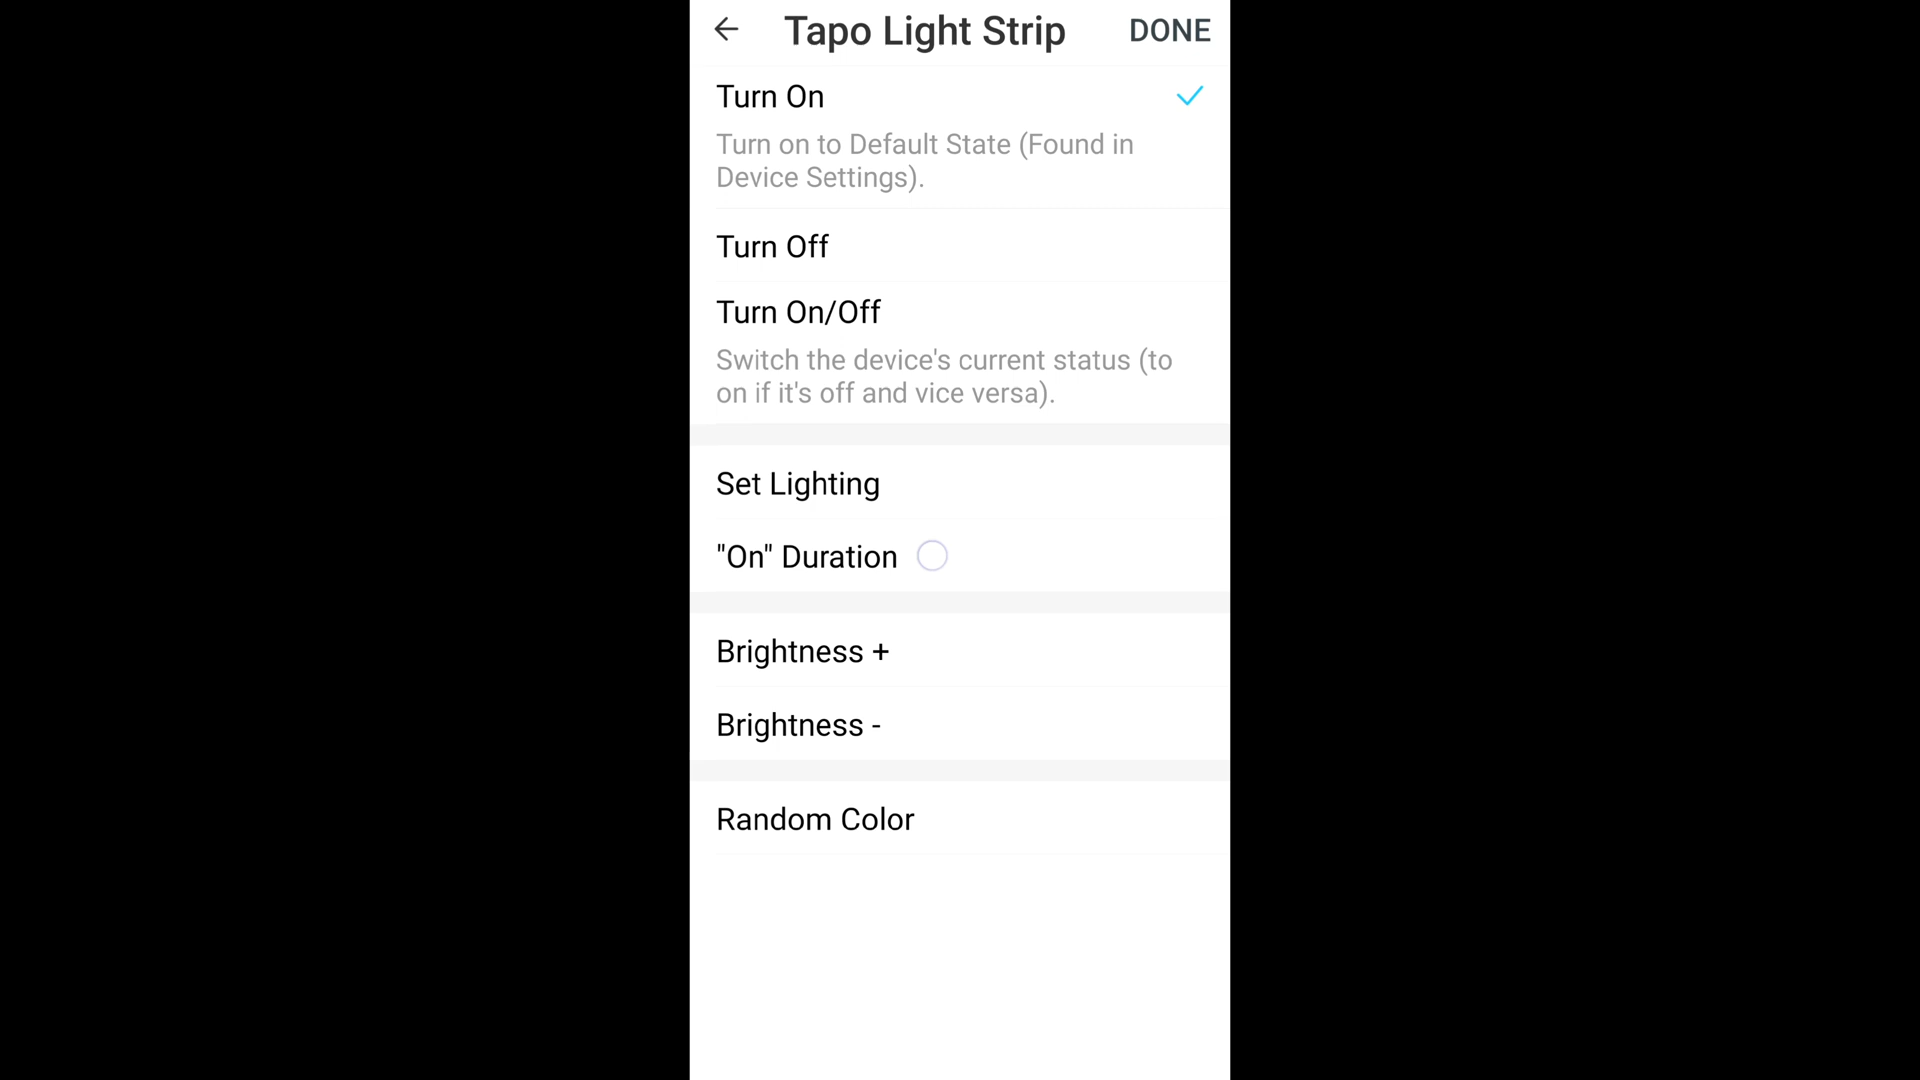 Tapo Light Strip
DONE
Turn On
Turn on to Default State (Found in
Device Settings).
Turn Off
Turn On/Off
Switch the device's current status (to
on if it's off and vice versa).
Set Lighting
"On" Duration
Brightness +
Brightness -
Random Color